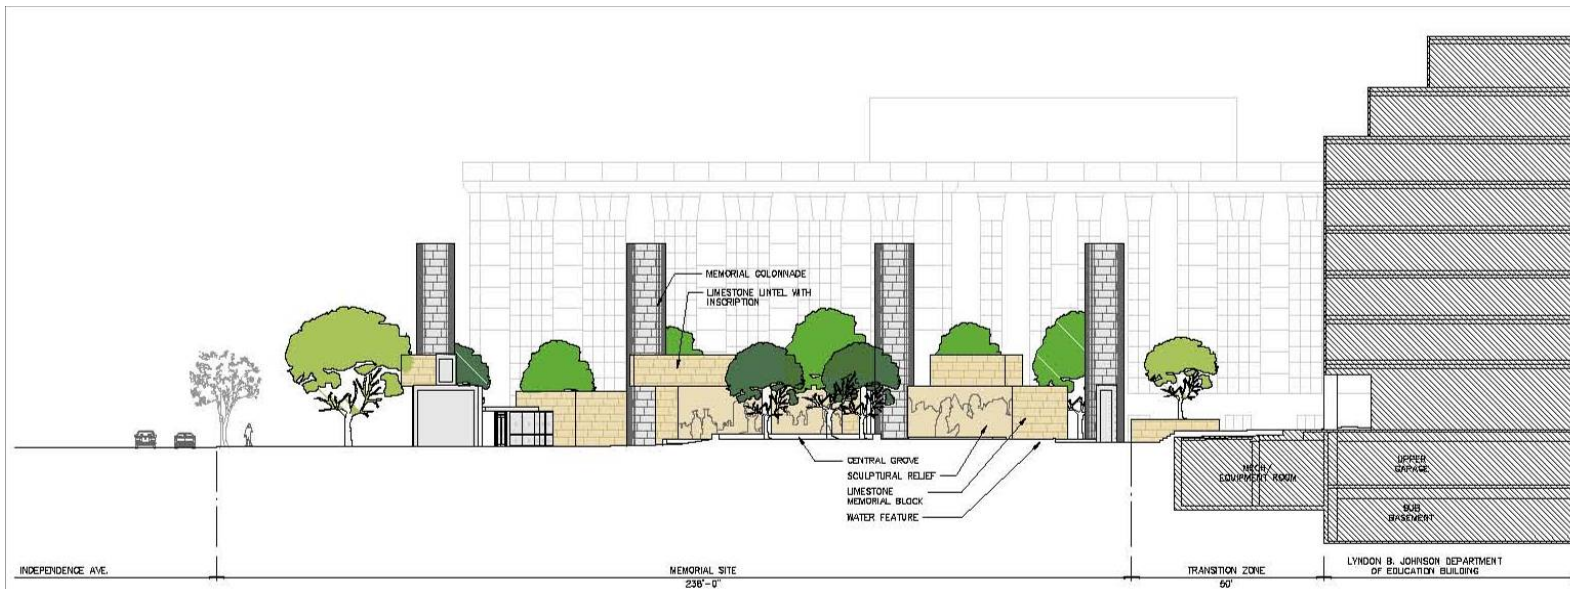 MEMORIAL COLONNADE
LIMESTONE LINTEL WITH
INSCRIPTION
CENTRAL GROVE
SCULPTURAL RELIEF
LIMESTONE
MEMORIAL BLOCK
WATER FEATURE
MECH/
EQUIPMENT ROOM
UPPER
GARAGE
SUB
BASEMENT
INDEPENDENCE AVE.
MEMORIAL SITE
236'-0"
TRANSITION ZONE
50'
LYNDON B. JOHNSON DEPARTMENT
OF EDUCATION BUILDING